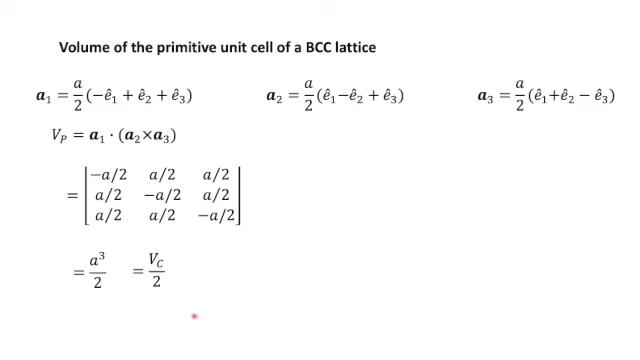 Volume of the primitive unit cell of a BCC lattice
𝒂₁ = a/2 (−ê₁ + ê₂ + ê₃) 𝒂₂ = a/2 (ê₁−ê₂ + ê₃) 𝒂₃ = a/2 (ê₁+ê₂ − ê₃)
V_P = 𝒂₁ · (𝒂₂×𝒂₃)
= | −a/2 a/2 a/2
a/2 −a/2 a/2
a/2 a/2 −a/2 |
= a³/2 = V_C/2